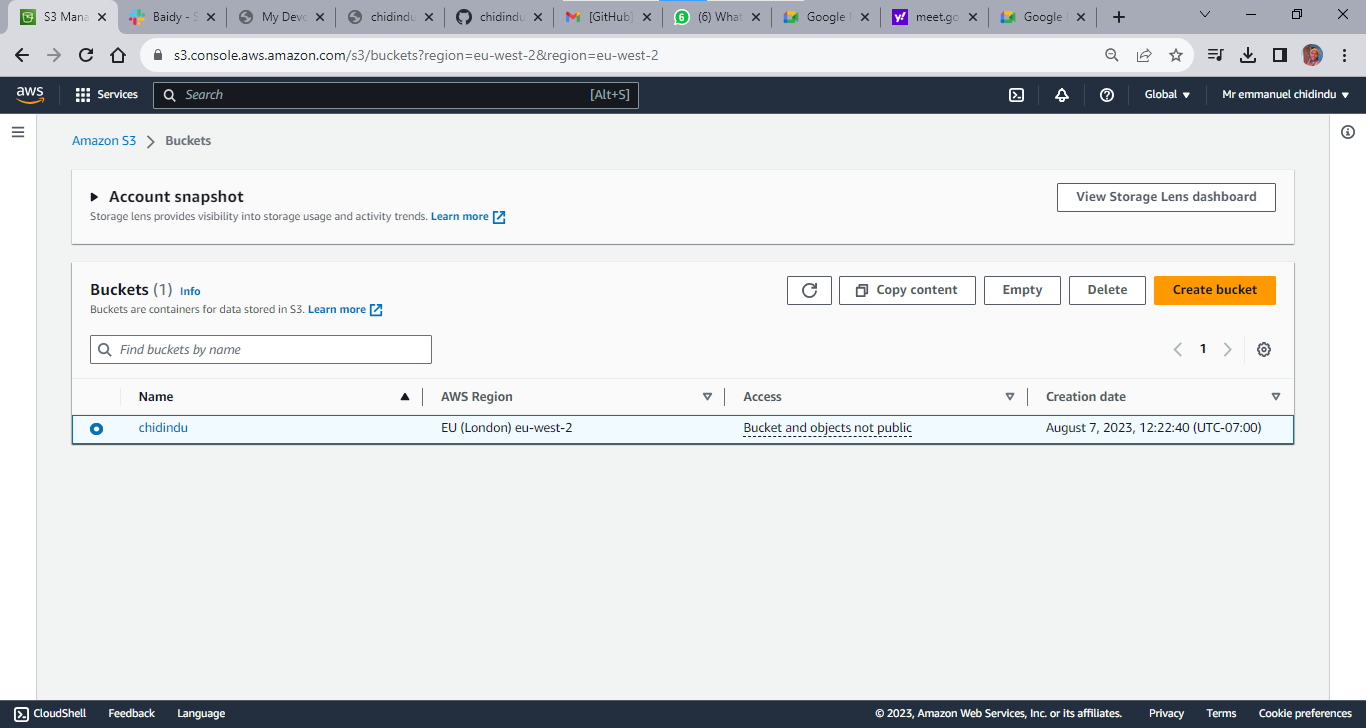 S3 Mana
Baidy - S
My Devo
chidindu
chidindu
[GitHub]
(6) What
Google
meet.go
Google
s3.console.aws.amazon.com/s3/buckets?region=eu-west-2&region=eu-west-2
aws
Services
Search
[Alt+S]
Global
Mr emmanuel chidindu
Amazon S3 > Buckets
Account snapshot
View Storage Lens dashboard
Storage lens provides visibility into storage usage and activity trends. Learn more
Buckets (1) Info
Copy content
Empty
Delete
Create bucket
Buckets are containers for data stored in S3. Learn more
Find buckets by name
1
Name
AWS Region
Access
Creation date
chidindu
EU (London) eu-west-2
Bucket and objects not public
August 7, 2023, 12:22:40 (UTC-07:00)
CloudShell
Feedback
Language
© 2023, Amazon Web Services, Inc. or its affiliates.
Privacy
Terms
Cookie preferences